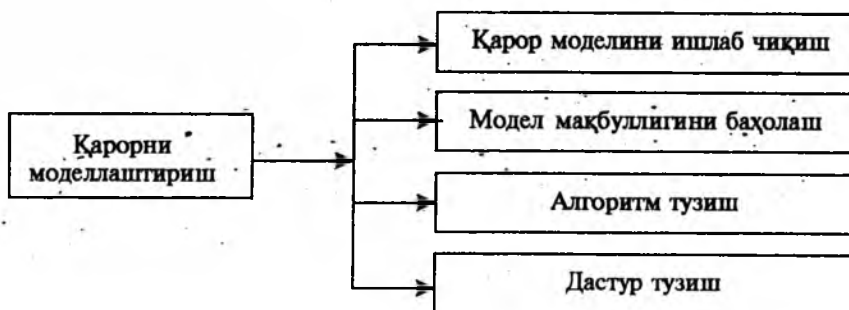 Қарор моделини ишлаб чиқиш
Модел мақбуллигини баҳолаш
Қарорни
моделлаштириш
Алгоритм тузиш
Дастур тузиш